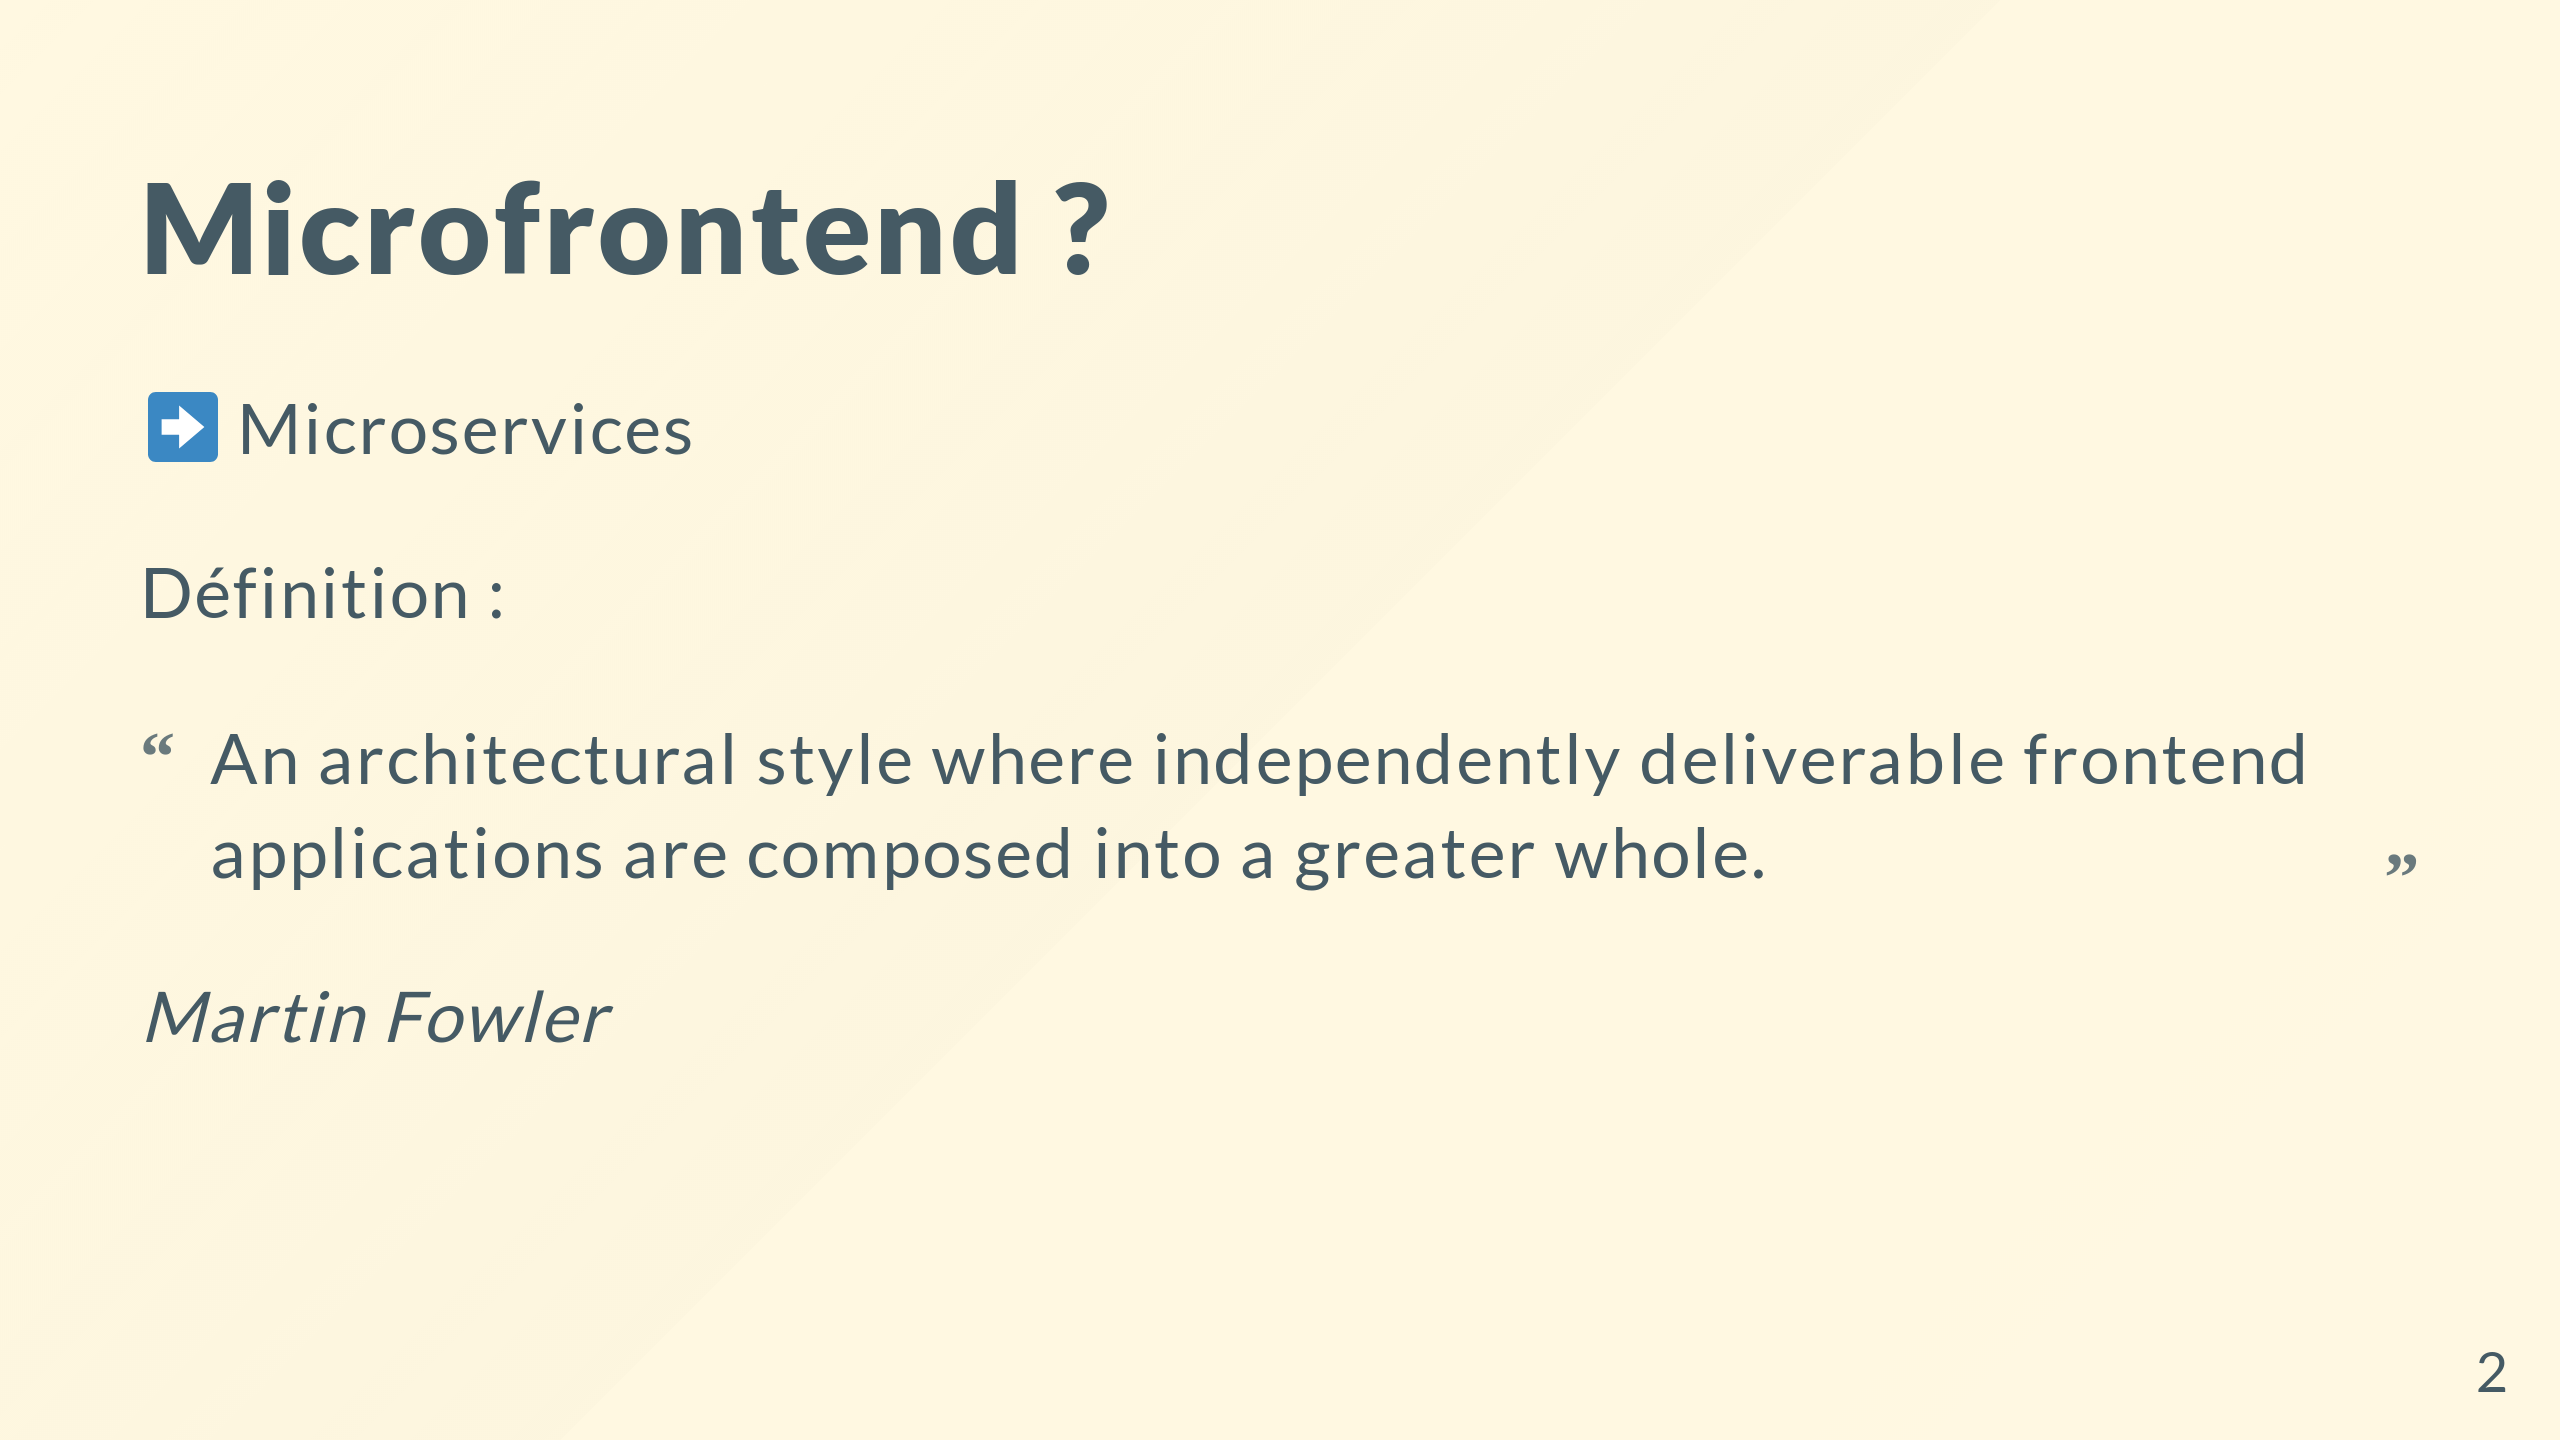 Microfrontend ?
➡️ Microservices
Définition :
“ An architectural style where independently deliverable frontend
applications are composed into a greater whole. ”
Martin Fowler
2